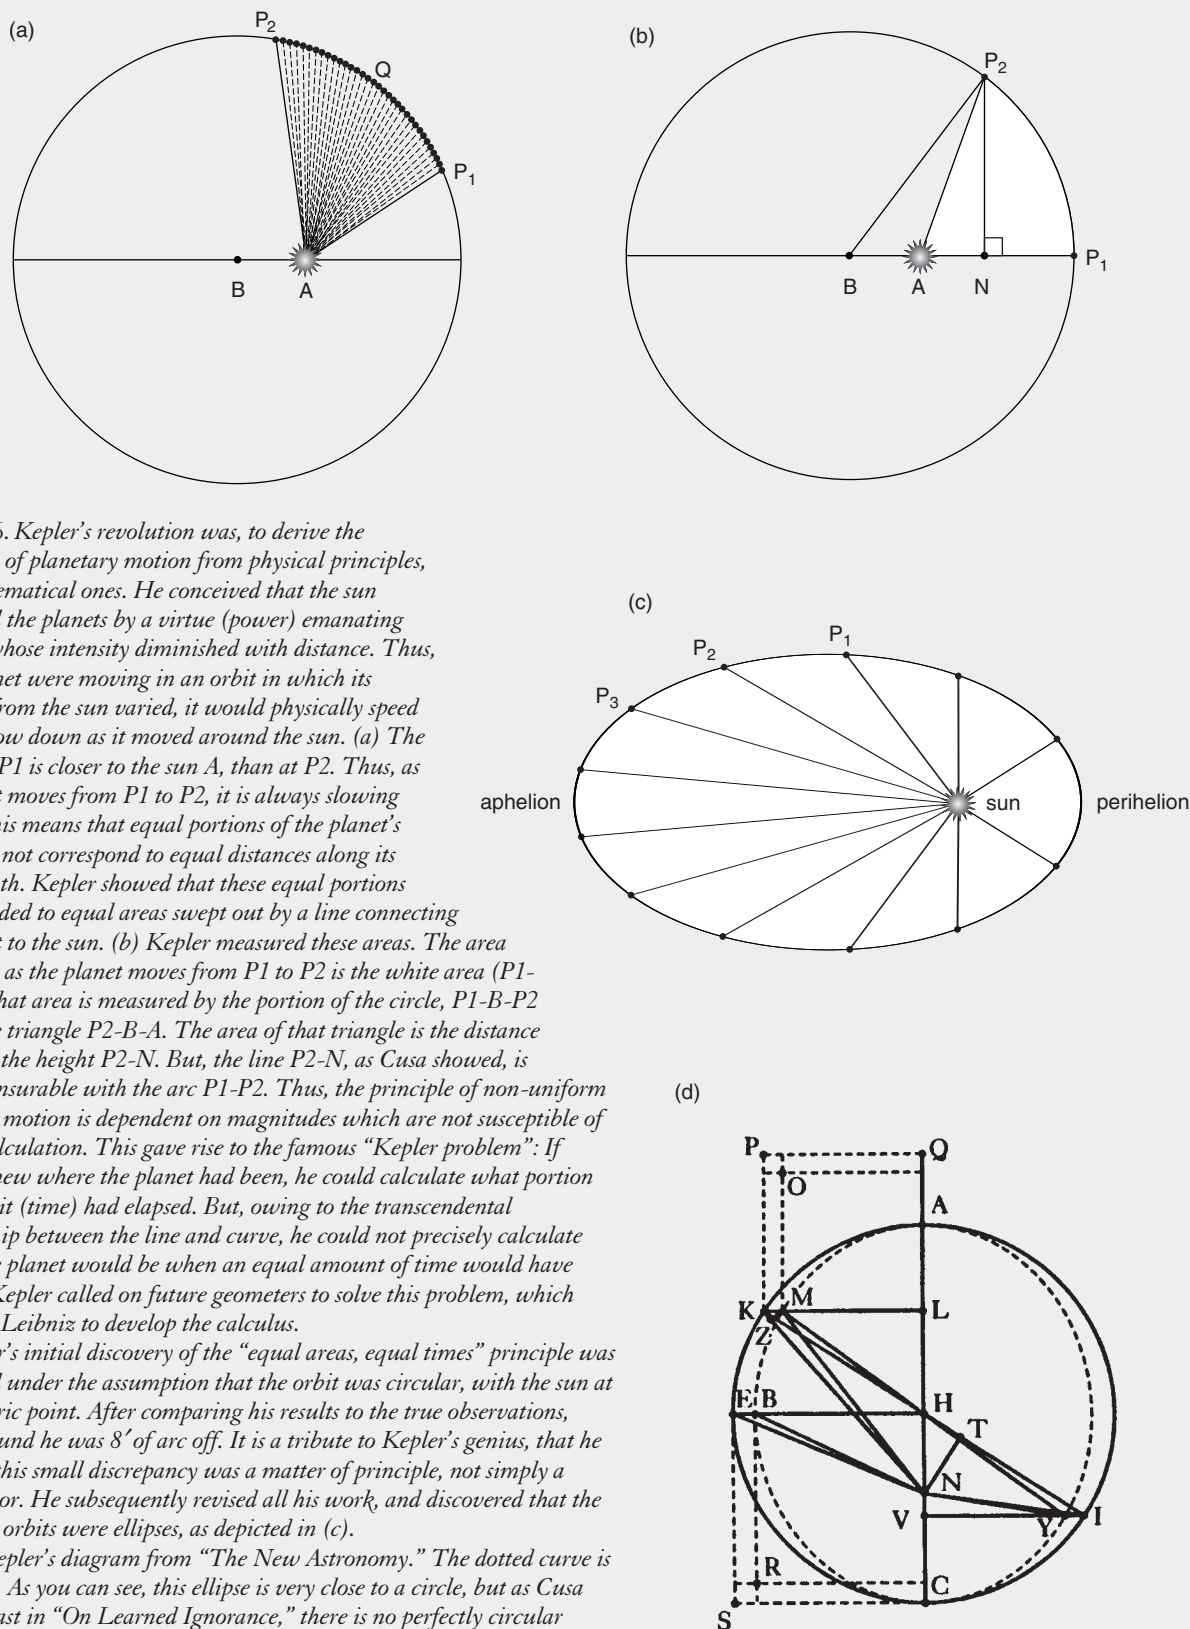 (a)
P2
Q
P1
B
A
(b)
P2
B
A
N
P1
. Kepler's revolution was, to derive the
of planetary motion from physical principles,
ematical ones. He conceived that the sun
the planets by a virtue (power) emanating
whose intensity diminished with distance. Thus,
net were moving in an orbit in which its
from the sun varied, it would physically speed
ow down as it moved around the sun. (a) The
P1 is closer to the sun A, than at P2. Thus, as
t moves from P1 to P2, it is always slowing
his means that equal portions of the planet's
not correspond to equal distances along its
th. Kepler showed that these equal portions
ded to equal areas swept out by a line connecting
t to the sun. (b) Kepler measured these areas. The area
as the planet moves from P1 to P2 is the white area (P1-
hat area is measured by the portion of the circle, P1-B-P2
e triangle P2-B-A. The area of that triangle is the distance
the height P2-N. But, the line P2-N, as Cusa showed, is
nsurable with the arc P1-P2. Thus, the principle of non-uniform
motion is dependent on magnitudes which are not susceptible of
lculation. This gave rise to the famous “Kepler problem”: If
new where the planet had been, he could calculate what portion
it (time) had elapsed. But, owing to the transcendental
ip between the line and curve, he could not precisely calculate
e planet would be when an equal amount of time would have
Kepler called on future geometers to solve this problem, which
Leibniz to develop the calculus.
r's initial discovery of the “equal areas, equal times” principle was
d under the assumption that the orbit was circular, with the sun at
ric point. After comparing his results to the true observations,
und he was 8′ of arc off. It is a tribute to Kepler's genius, that he
this small discrepancy was a matter of principle, not simply a
or. He subsequently revised all his work, and discovered that the
orbits were ellipses, as depicted in (c).
epler's diagram from “The New Astronomy.” The dotted curve is
. As you can see, this ellipse is very close to a circle, but as Cusa
ast in “On Learned Ignorance,” there is no perfectly circular
(c)
P1
P2
P3
aphelion
sun
perihelion
(d)
P
Q
O
A
K
M
L
Z
E
B
H
T
N
V
Y
I
R
C
S